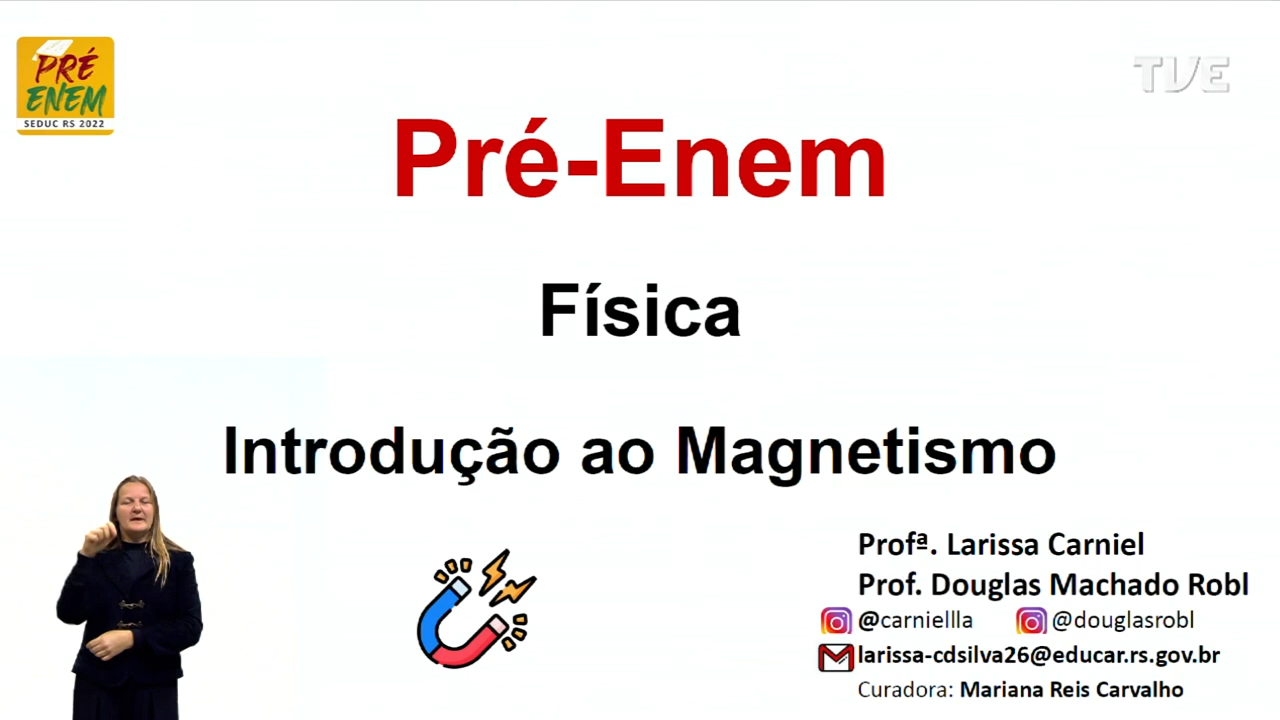 PRÉ
ENEM
SEDUC RS 2022
TVE
Pré-Enem
Física
Introdução ao Magnetismo
Profª. Larissa Carniel
Prof. Douglas Machado Robl
@carniellla @douglasrobl
larissa-cdsilva26@educar.rs.gov.br
Curadora: Mariana Reis Carvalho